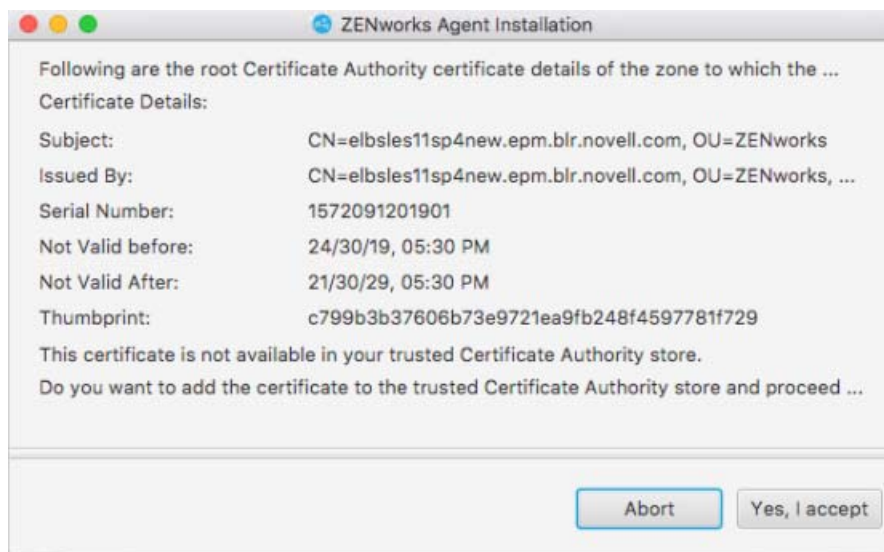 ZENworks Agent Installation
Following are the root Certificate Authority certificate details of the zone to which the ...
Certificate Details:
Subject: CN=elbsles11sp4new.epm.blr.novell.com, OU=ZENworks
Issued By: CN=elbsles11sp4new.epm.blr.novell.com, OU=ZENworks, ...
Serial Number: 1572091201901
Not Valid before: 24/30/19, 05:30 PM
Not Valid After: 21/30/29, 05:30 PM
Thumbprint: c799b3b37606b73e9721ea9fb248f4597781f729
This certificate is not available in your trusted Certificate Authority store.
Do you want to add the certificate to the trusted Certificate Authority store and proceed ...
Abort Yes, I accept